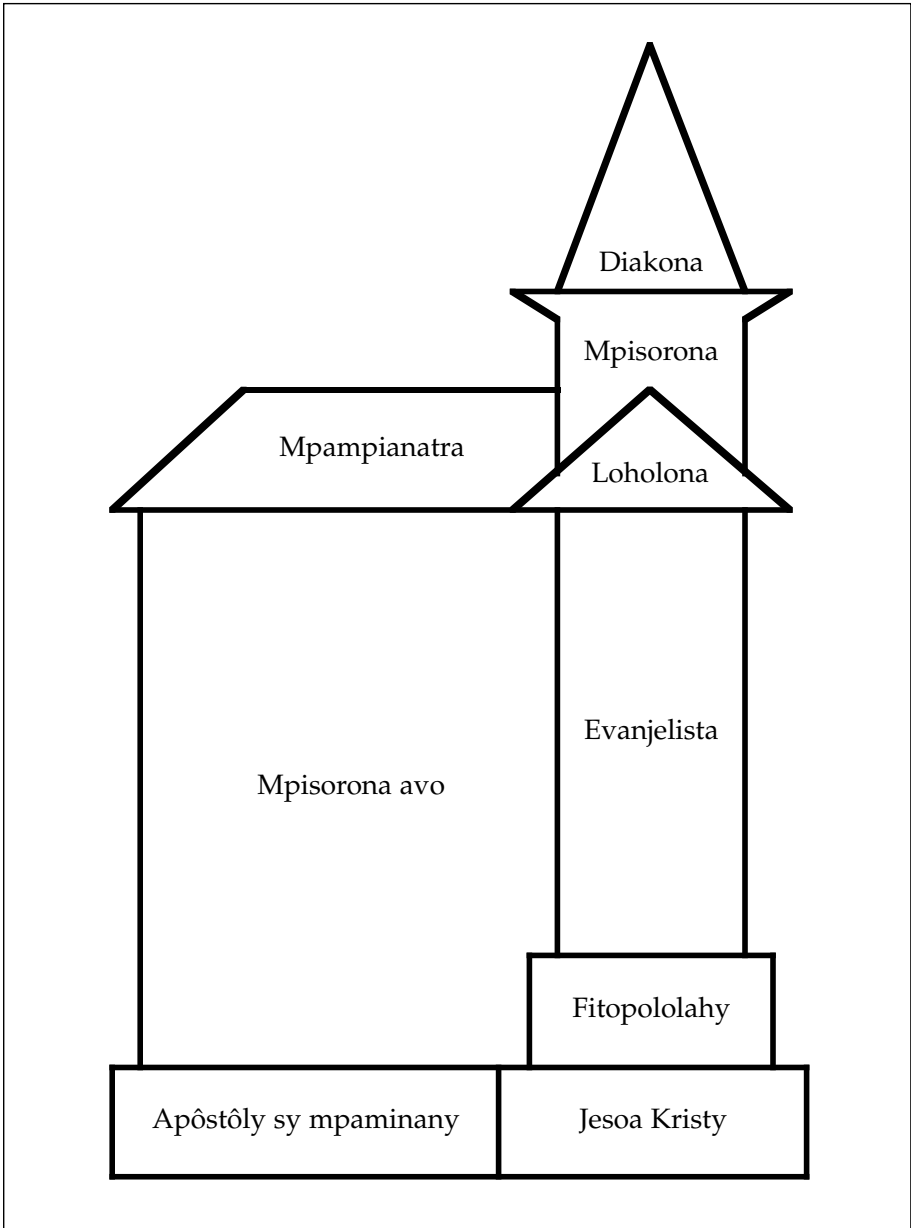 Diakona
Mpisorona
Mpampianatra
Loholona
Evanjelista
Mpisorona avo
Fitopololahy
Apôstôly sy mpaminany
Jesoa Kristy